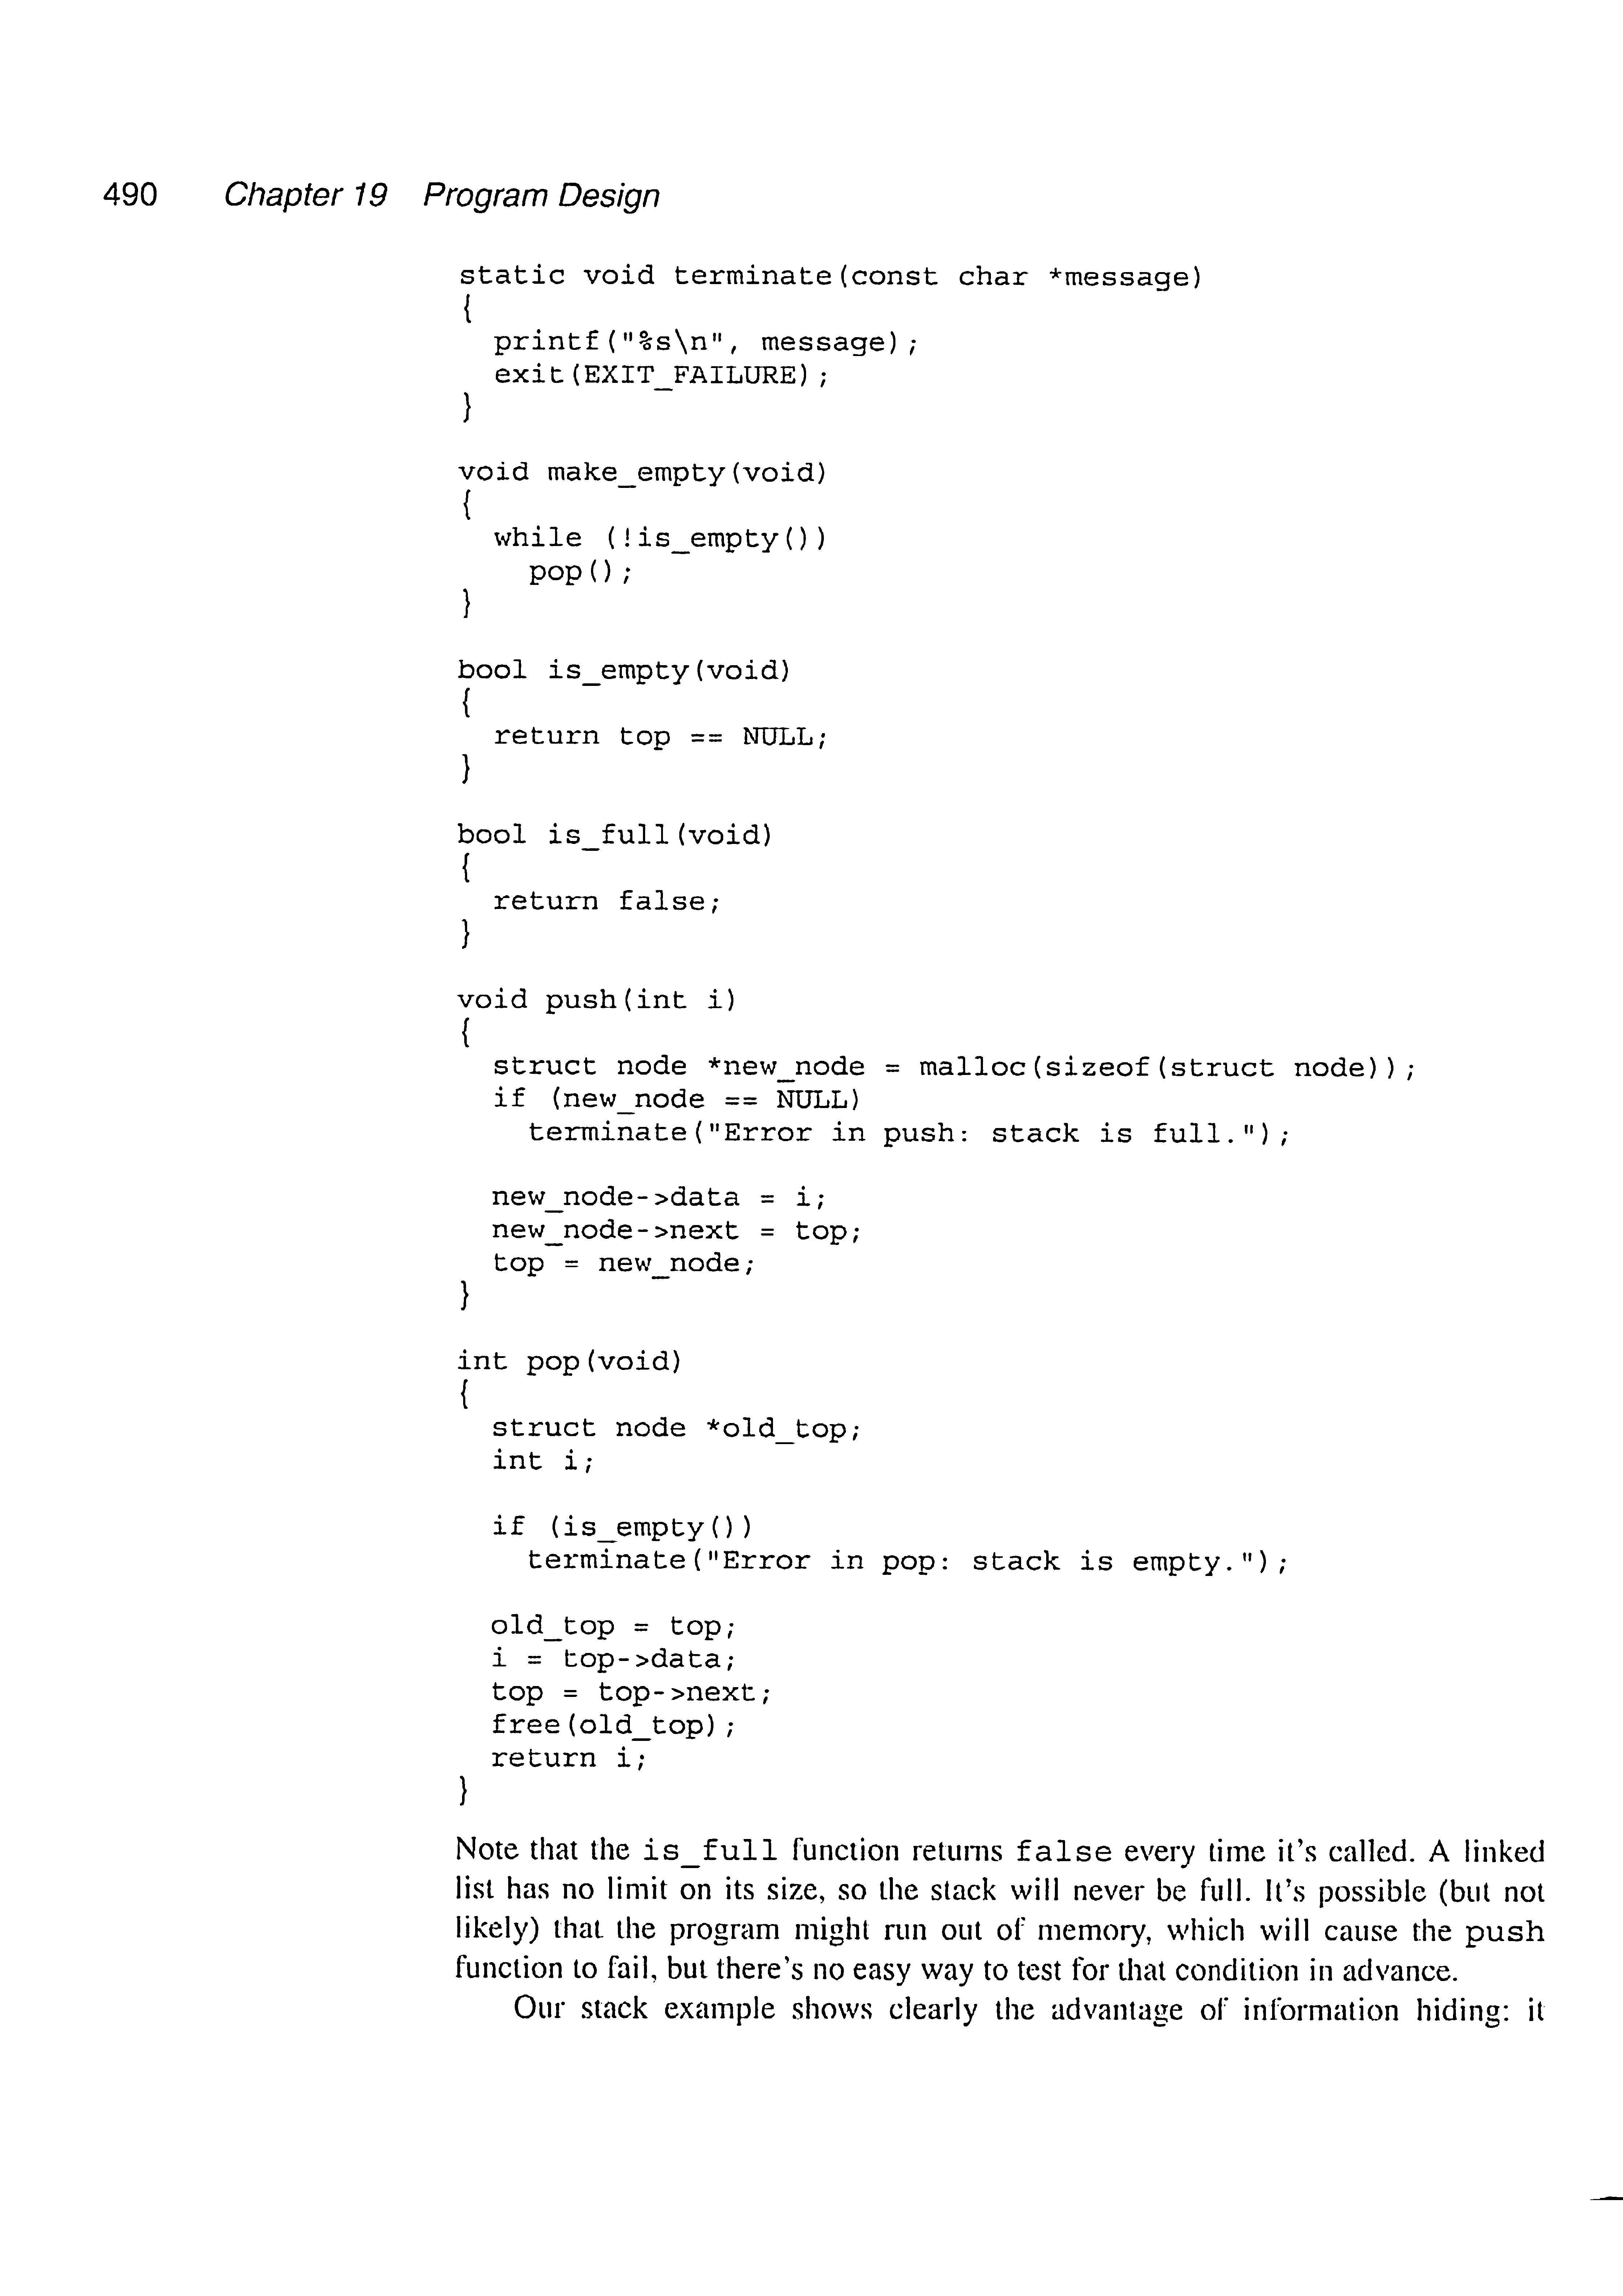 490 Chapter 19 Program Design
static void terminate(const char *message)
{
  printf("%s\n", message);
  exit(EXIT_FAILURE);
}
void make_empty(void)
{
  while (!is_empty())
    pop();
}
bool is_empty(void)
{
  return top == NULL;
}
bool is_full(void)
{
  return false;
}
void push(int i)
{
  struct node *new_node = malloc(sizeof(struct node));
  if (new_node == NULL)
    terminate("Error in push: stack is full.");
  new_node->data = i;
  new_node->next = top;
  top = new_node;
}
int pop(void)
{
  struct node *old_top;
  int i;
  if (is_empty())
    terminate("Error in pop: stack is empty.");
  old_top = top;
  i = top->data;
  top = top->next;
  free(old_top);
  return i;
}
Note that the is_full function returns false every time it's called. A linked
list has no limit on its size, so the stack will never be full. It's possible (but not
likely) that the program might run out of memory, which will cause the push
function to fail, but there's no easy way to test for that condition in advance.
Our stack example shows clearly the advantage of information hiding: it